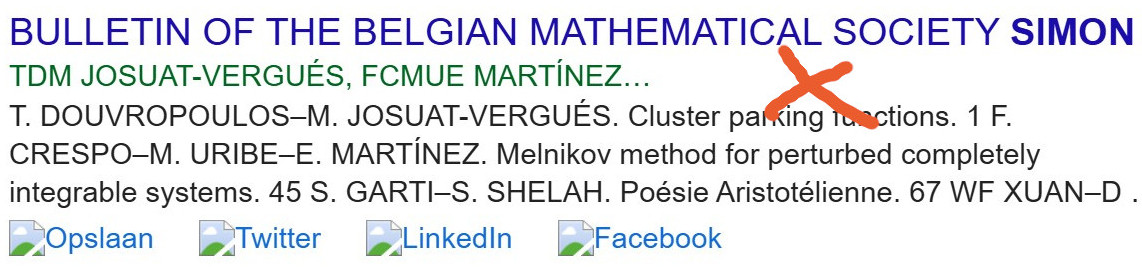 BULLETIN OF THE BELGIAN MATHEMATICAL SOCIETY SIMON
TDM JOSUAT-VERGUÉS, FCMUE MARTÍNEZ…
T. DOUVROPOULOS–M. JOSUAT-VERGUÉS. Cluster parking functions. 1 F.
CRESPO–M. URIBE–E. MARTÍNEZ. Melnikov method for perturbed completely
integrable systems. 45 S. GARTI–S. SHELAH. Poésie Aristotélienne. 67 WF XUAN–D .
Opslaan Twitter LinkedIn Facebook